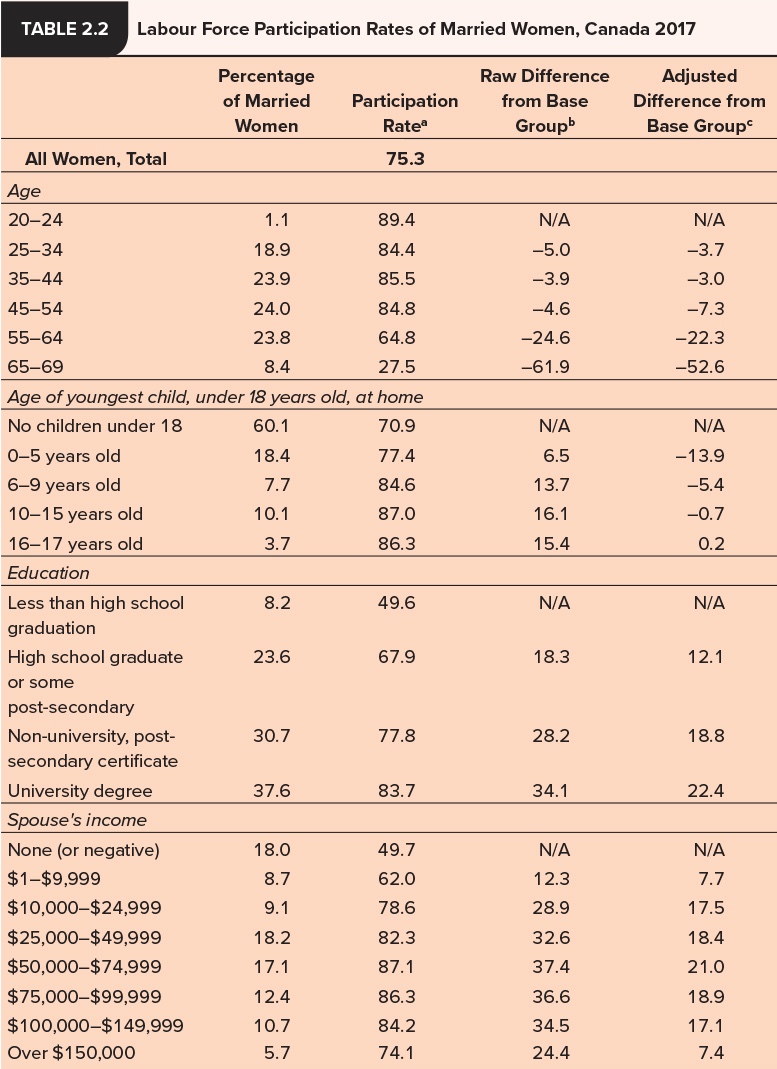 TABLE 2.2 Labour Force Participation Rates of Married Women, Canada 2017
Percentage of Married Women Participation Rateᵃ Raw Difference from Base Groupᵇ Adjusted Difference from Base Groupᶜ
All Women, Total 75.3
Age
20–24 1.1 89.4 N/A N/A
25–34 18.9 84.4 –5.0 –3.7
35–44 23.9 85.5 –3.9 –3.0
45–54 24.0 84.8 –4.6 –7.3
55–64 23.8 64.8 –24.6 –22.3
65–69 8.4 27.5 –61.9 –52.6
Age of youngest child, under 18 years old, at home
No children under 18 60.1 70.9 N/A N/A
0–5 years old 18.4 77.4 6.5 –13.9
6–9 years old 7.7 84.6 13.7 –5.4
10–15 years old 10.1 87.0 16.1 –0.7
16–17 years old 3.7 86.3 15.4 0.2
Education
Less than high school 8.2 49.6 N/A N/A
graduation
High school graduate 23.6 67.9 18.3 12.1
or some
post-secondary
Non-university, post- 30.7 77.8 28.2 18.8
secondary certificate
University degree 37.6 83.7 34.1 22.4
Spouse's income
None (or negative) 18.0 49.7 N/A N/A
$1–$9,999 8.7 62.0 12.3 7.7
$10,000–$24,999 9.1 78.6 28.9 17.5
$25,000–$49,999 18.2 82.3 32.6 18.4
$50,000–$74,999 17.1 87.1 37.4 21.0
$75,000–$99,999 12.4 86.3 36.6 18.9
$100,000–$149,999 10.7 84.2 34.5 17.1
Over $150,000 5.7 74.1 24.4 7.4